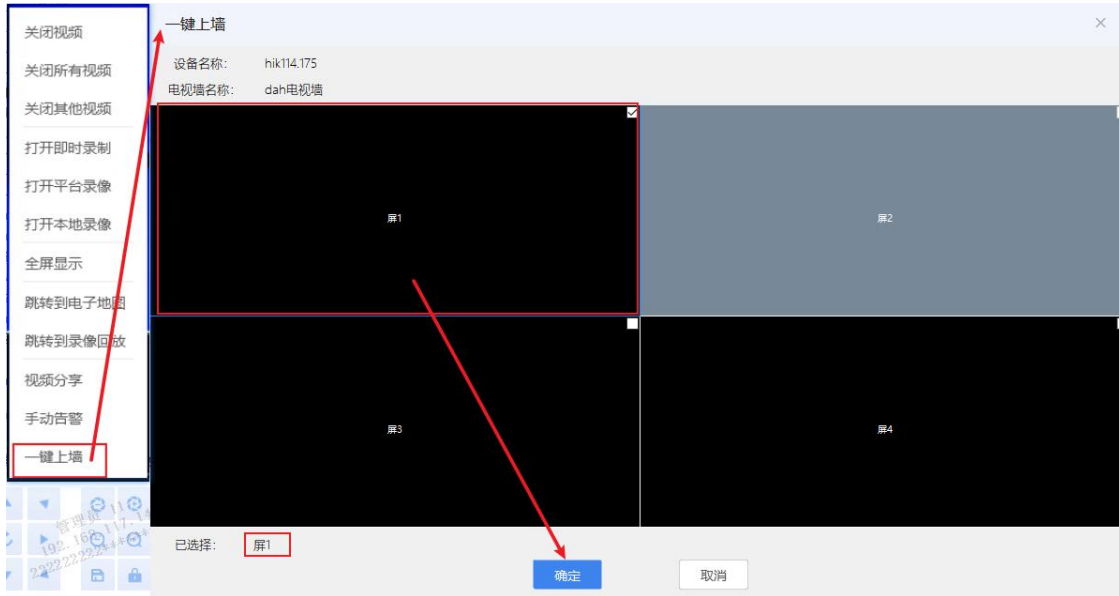 关闭视频
关闭所有视频
关闭其他视频
打开即时录制
打开平台录像
打开本地录像
全屏显示
跳转到电子地图
跳转到录像回放
视频分享
手动告警
一键上墙
管理员
一键上墙
设备名称: hik114.175
电视墙名称: dah电视墙
屏1
屏2
屏3
屏4
已选择: 屏1
确定 取消